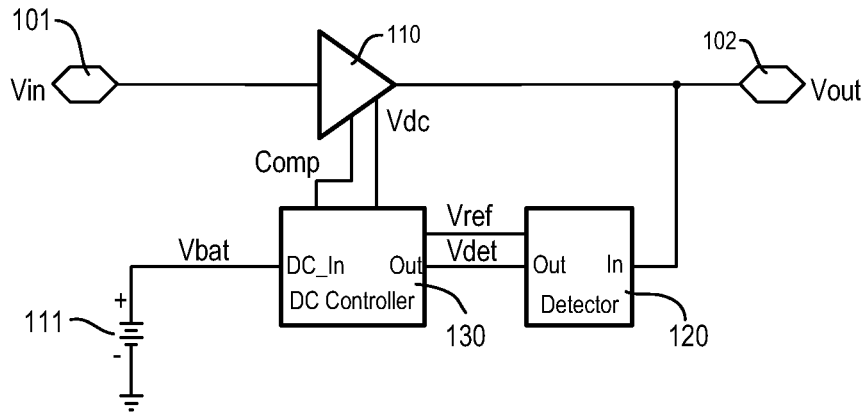 101
110
102
Vin
Vout
Vdc
Comp
Vref
Vbat
Vdet
DC_In
Out
Out
In
DC Controller
Detector
+
111
-
130
120